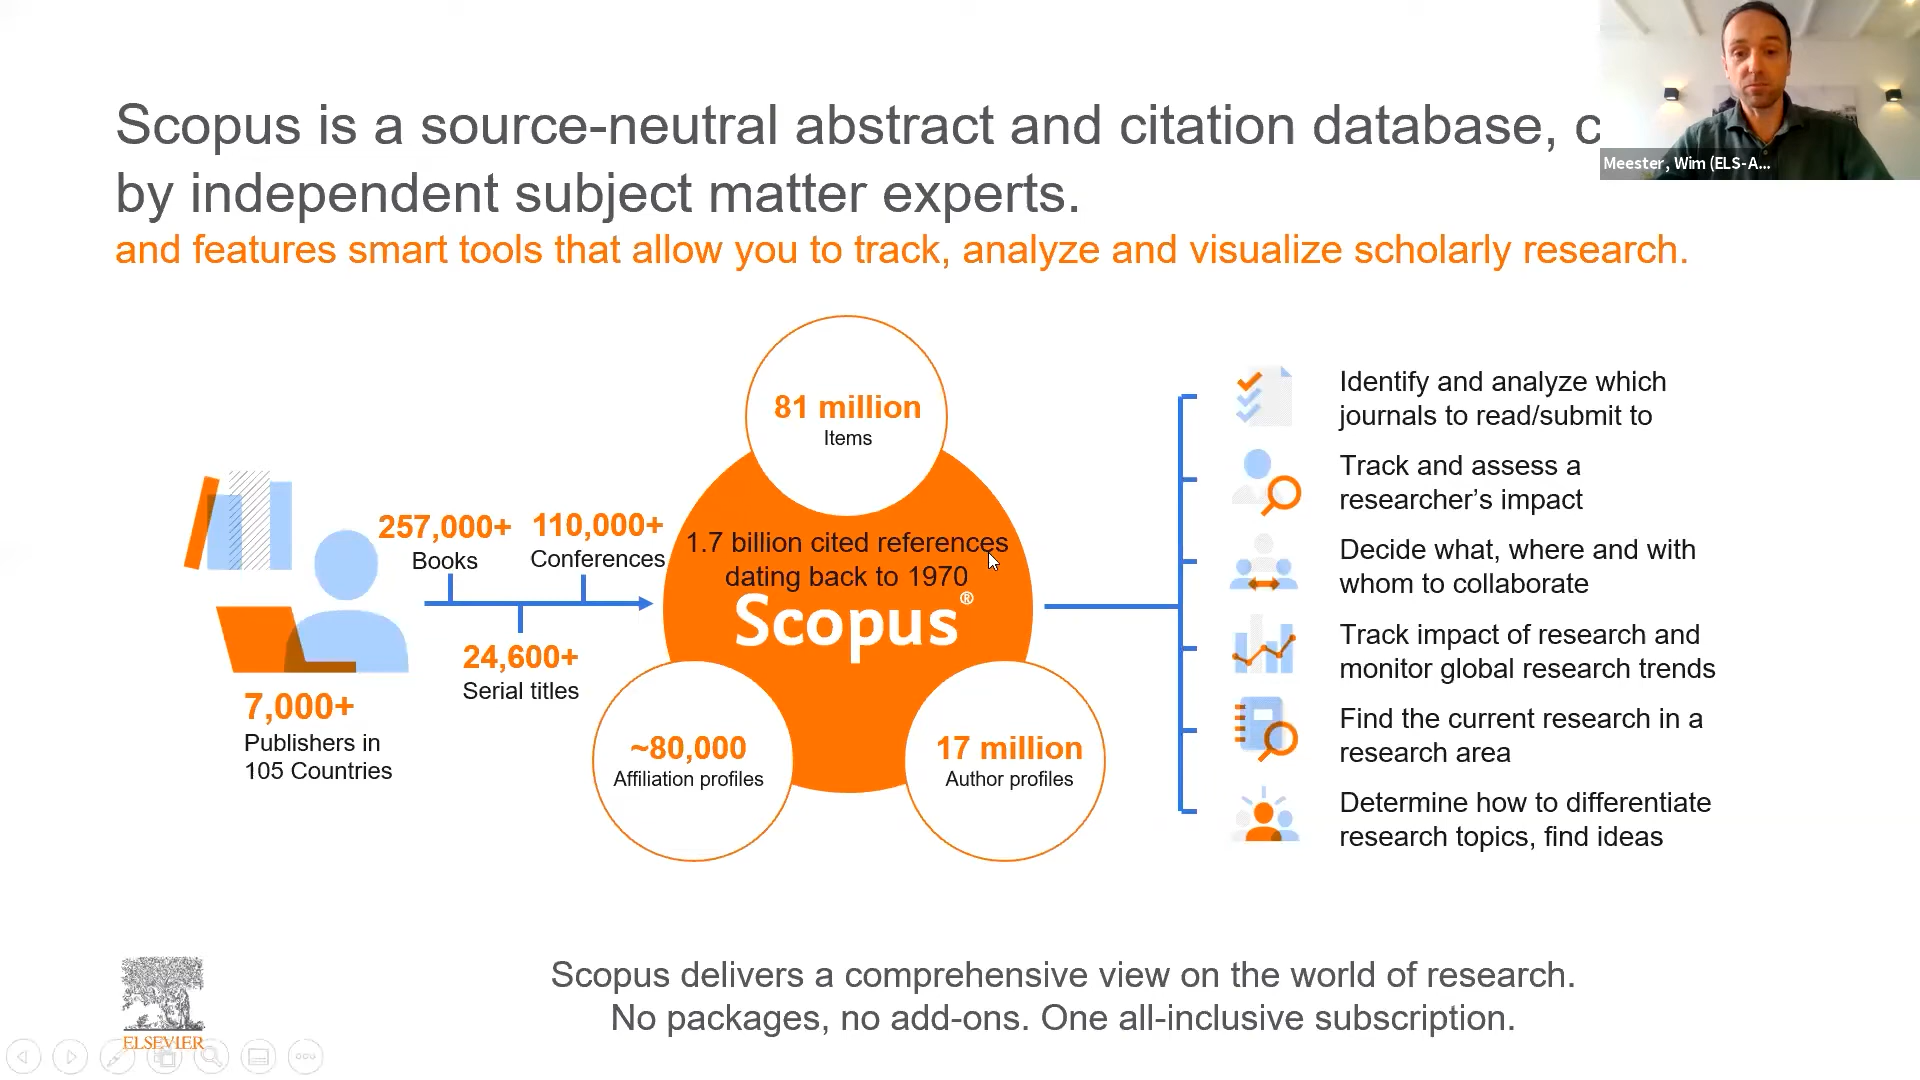 Scopus is a source-neutral abstract and citation database, c
by independent subject matter experts.
and features smart tools that allow you to track, analyze and visualize scholarly research.
Meester, Wim (ELS-A...
81 million
Items
257,000+
Books
110,000+
Conferences
24,600+
Serial titles
7,000+
Publishers in
105 Countries
1.7 billion cited references
dating back to 1970
Scopus®
~80,000
Affiliation profiles
17 million
Author profiles
Identify and analyze which
journals to read/submit to
Track and assess a
researcher’s impact
Decide what, where and with
whom to collaborate
Track impact of research and
monitor global research trends
Find the current research in a
research area
Determine how to differentiate
research topics, find ideas
Scopus delivers a comprehensive view on the world of research.
No packages, no add-ons. One all-inclusive subscription.
ELSEVIER